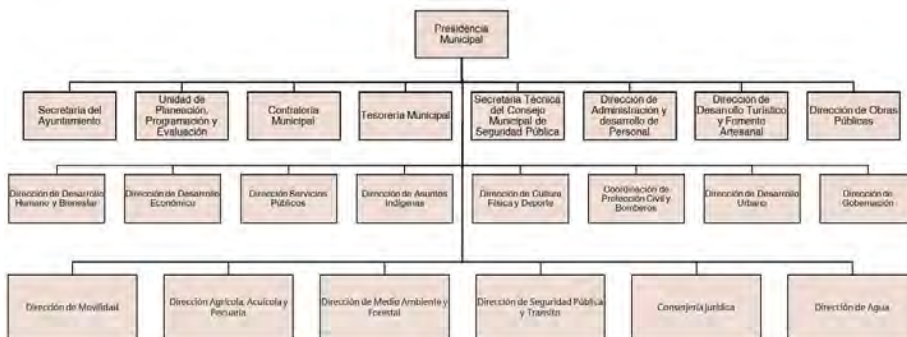 Presidencia
Municipal
Secretaría del
Ayuntamiento
Unidad de
Planeación,
Programación y
Evaluación
Contraloría
Municipal
Tesorería Municipal
Secretaría Técnica
del Consejo
Municipal de
Seguridad Pública
Dirección de
Administración y
desarrollo de
Personal
Dirección de
Desarrollo Turístico
y Fomento
Artesanal
Dirección de Obras
Públicas
Dirección de Desarrollo
Humano y Bienestar
Dirección de Desarrollo
Económico
Dirección Servicios
Públicos
Dirección de Asuntos
Indígenas
Dirección de Cultura
Física y Deporte
Coordinación de
Protección Civil y
Bomberos
Dirección de Desarrollo
Urbano
Dirección de
Gobernación
Dirección de Movilidad
Dirección Agrícola, Acuícola y
Pecuaria
Dirección de Medio Ambiente y
Forestal
Dirección de Seguridad Pública
y Transito
Consejería Jurídica
Dirección de Agua